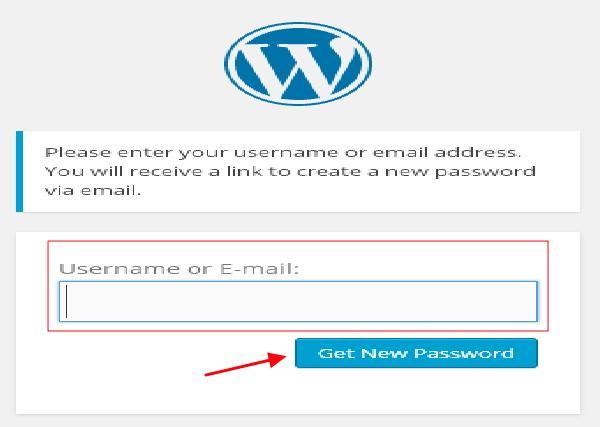 Please enter your username or email address.
You will receive a link to create a new password
via email.
Username or E-mail:
Get New Password